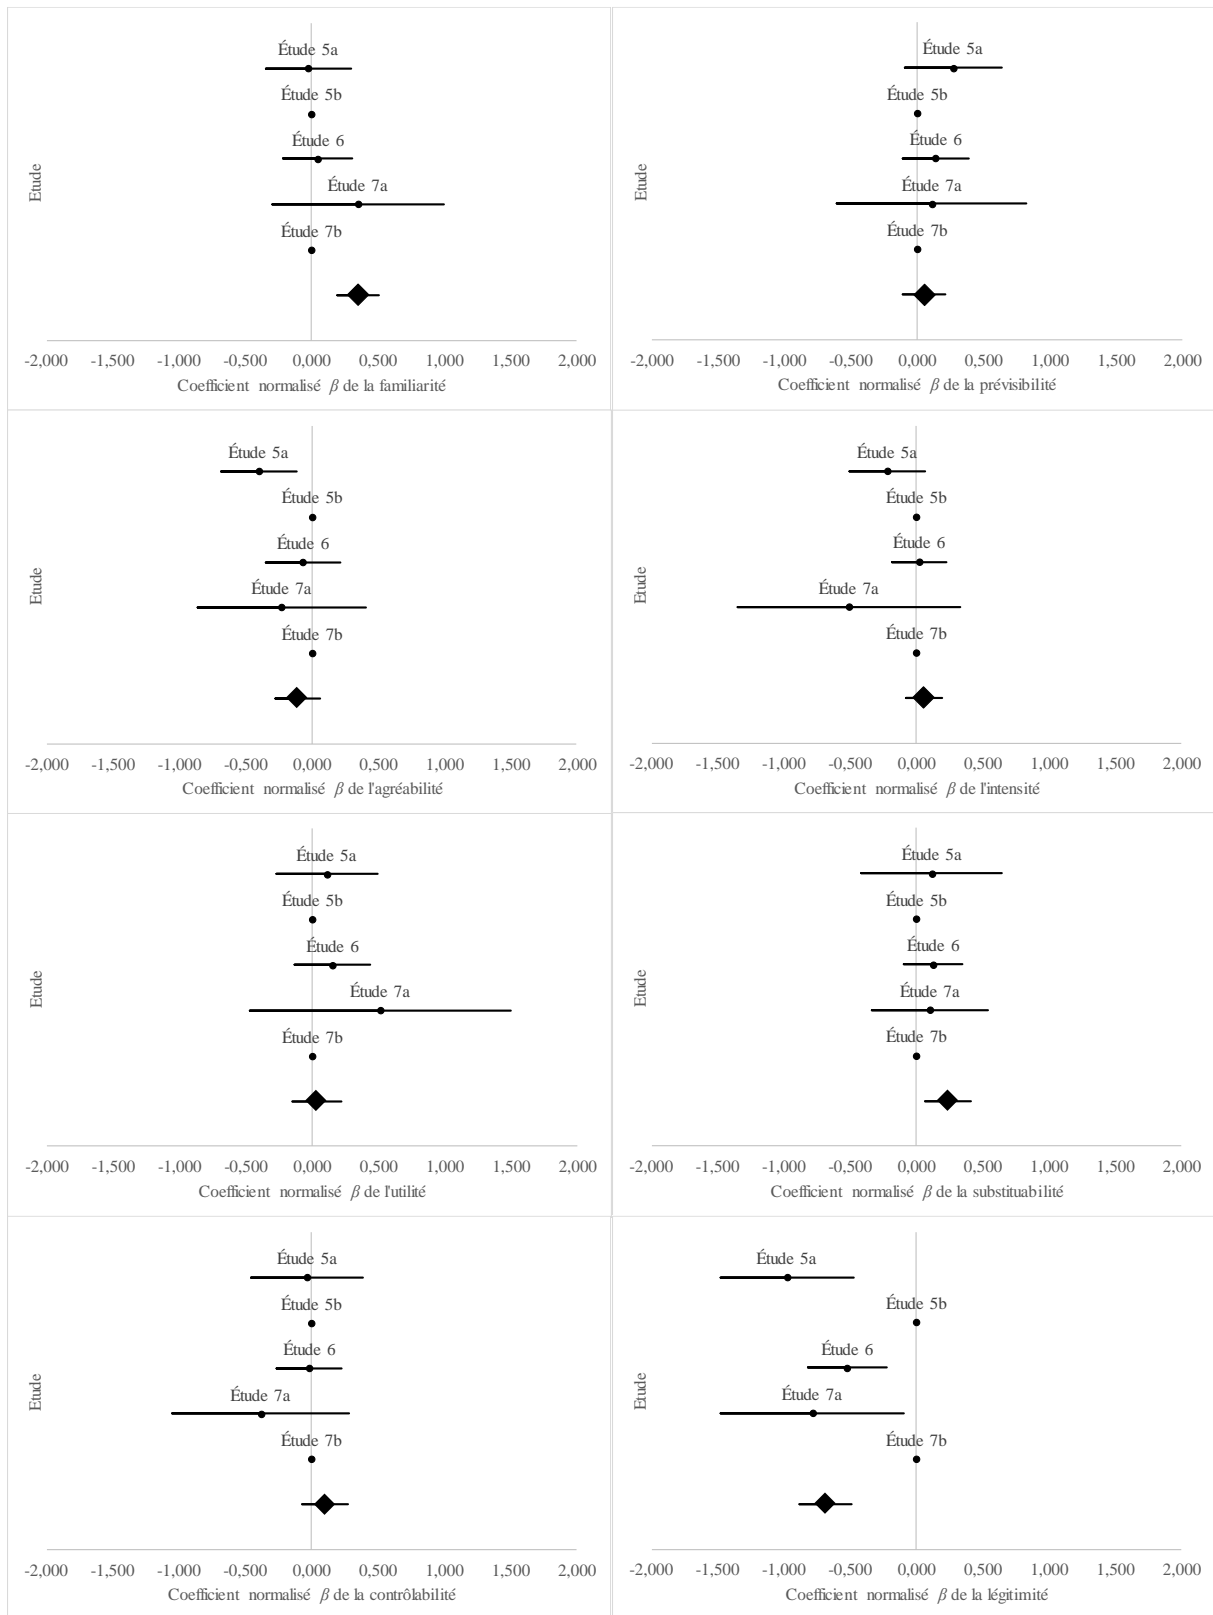 Étude 5a
Étude 5b
Étude 6
Étude 7a
Étude 7b
Etude
-2,000 -1,500 -1,000 -0,500 0,000 0,500 1,000 1,500 2,000
Coefficient normalisé β de la familiarité
Étude 5a
Étude 5b
Étude 6
Étude 7a
Étude 7b
Etude
-2,000 -1,500 -1,000 -0,500 0,000 0,500 1,000 1,500 2,000
Coefficient normalisé β de la prévisibilité
Étude 5a
Étude 5b
Étude 6
Étude 7a
Étude 7b
Etude
-2,000 -1,500 -1,000 -0,500 0,000 0,500 1,000 1,500 2,000
Coefficient normalisé β de l'agréabilité
Étude 5a
Étude 5b
Étude 6
Étude 7a
Étude 7b
Etude
-2,000 -1,500 -1,000 -0,500 0,000 0,500 1,000 1,500 2,000
Coefficient normalisé β de l'intensité
Étude 5a
Étude 5b
Étude 6
Étude 7a
Étude 7b
Etude
-2,000 -1,500 -1,000 -0,500 0,000 0,500 1,000 1,500 2,000
Coefficient normalisé β de l'utilité
Étude 5a
Étude 5b
Étude 6
Étude 7a
Étude 7b
Etude
-2,000 -1,500 -1,000 -0,500 0,000 0,500 1,000 1,500 2,000
Coefficient normalisé β de la substituabilité
Étude 5a
Étude 5b
Étude 6
Étude 7a
Étude 7b
Etude
-2,000 -1,500 -1,000 -0,500 0,000 0,500 1,000 1,500 2,000
Coefficient normalisé β de la contrôlabilité
Étude 5a
Étude 5b
Étude 6
Étude 7a
Étude 7b
Etude
-2,000 -1,500 -1,000 -0,500 0,000 0,500 1,000 1,500 2,000
Coefficient normalisé β de la légitimité